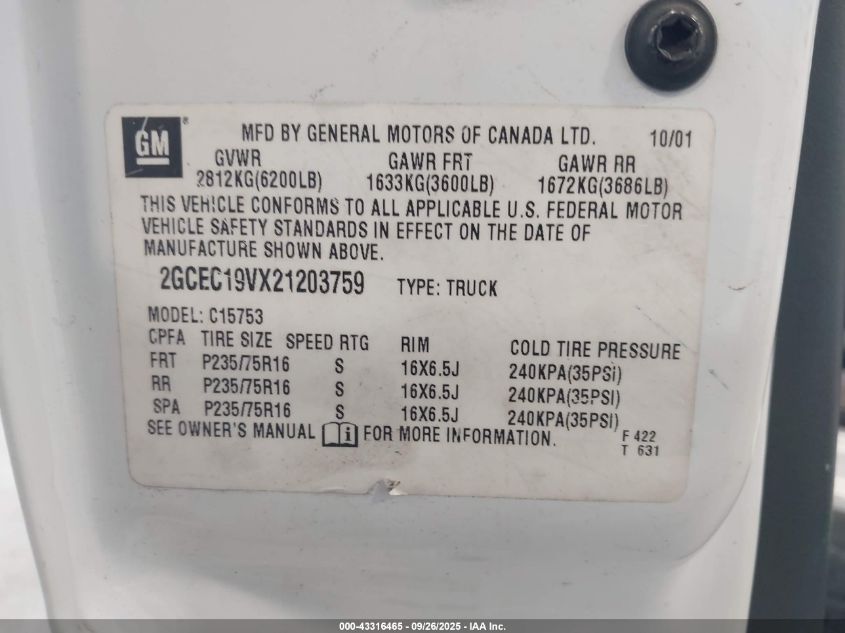 GM ® MFD BY GENERAL MOTORS OF CANADA LTD. 10/01
GVWR GAWR FRT GAWR RR
2812KG(6200LB) 1633KG(3600LB) 1672KG(3686LB)
THIS VEHICLE CONFORMS TO ALL APPLICABLE U.S. FEDERAL MOTOR
VEHICLE SAFETY STANDARDS IN EFFECT ON THE DATE OF
MANUFACTURE SHOWN ABOVE.
2GCEC19VX21203759 TYPE: TRUCK
MODEL: C15753
CPFA TIRE SIZE SPEED RTG RIM COLD TIRE PRESSURE
FRT P235/75R16 S 16X6.5J 240KPA(35PSI)
RR P235/75R16 S 16X6.5J 240KPA(35PSI)
SPA P235/75R16 S 16X6.5J 240KPA(35PSI)
SEE OWNER'S MANUAL i FOR MORE INFORMATION.
F 422
T 631
000-43316465 - 09/26/2025 - IAA Inc.